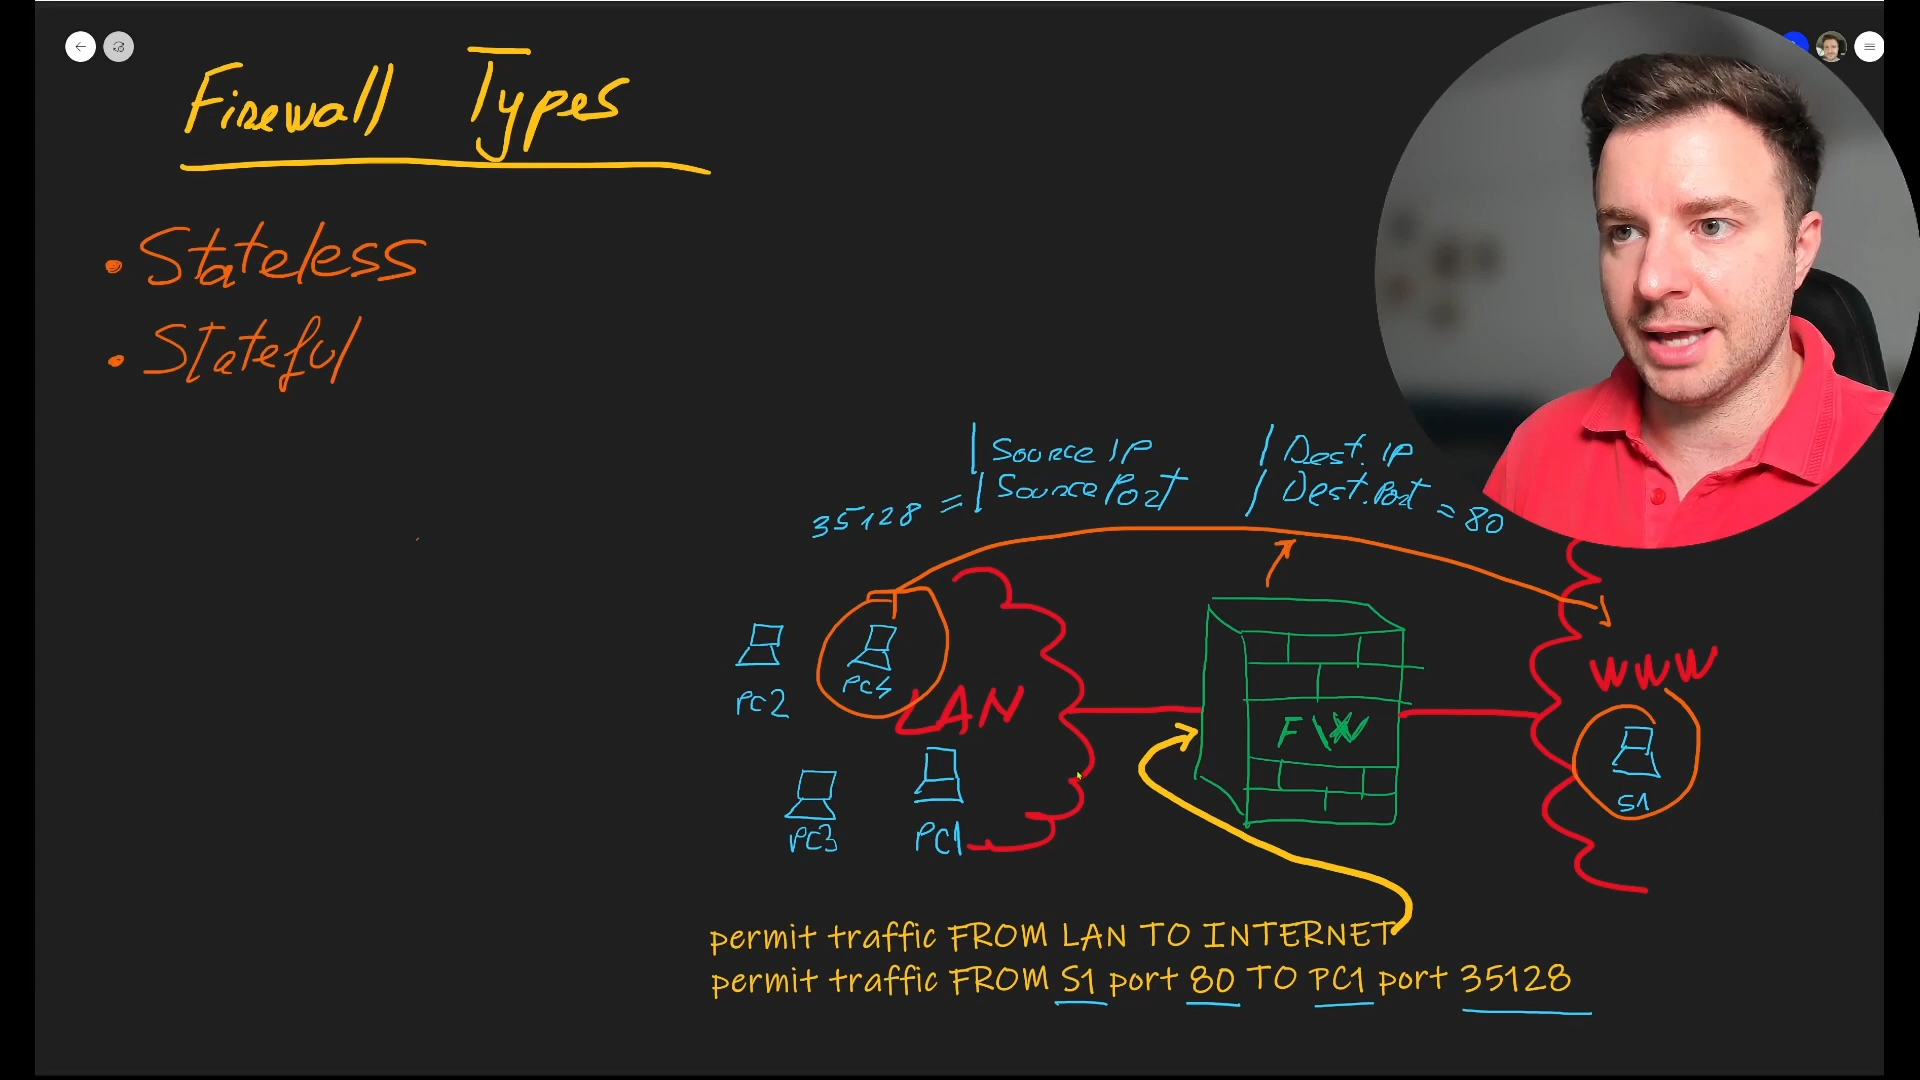 Firewall Types
• Stateless
• Stateful
| Source IP | Dest. IP
35128 = | Source Port | Dest. Port = 80
WWW
PC2
PC4
LAN
FW
S1
PC3
PC1
permit traffic FROM LAN TO INTERNET
permit traffic FROM S1 port 80 TO PC1 port 35128